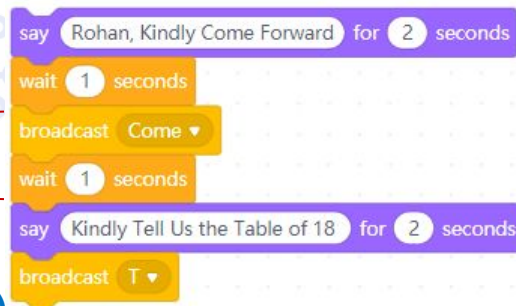 say Rohan, Kindly Come Forward for 2 seconds
wait 1 seconds
broadcast Come
wait 1 seconds
say Kindly Tell Us the Table of 18 for 2 seconds
broadcast T